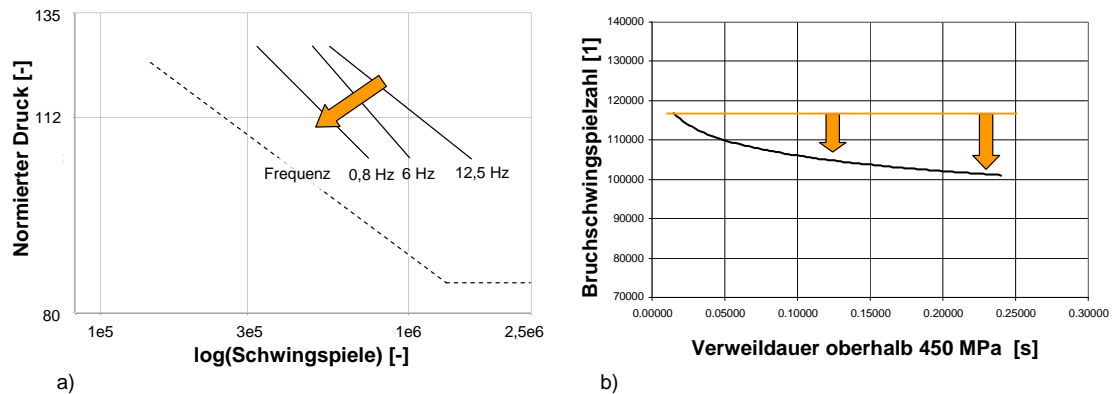 135
112
80
Normierter Druck [-]
Frequenz 0,8 Hz 6 Hz 12,5 Hz
1e5 3e5 1e6 2,5e6
log(Schwingspiele) [-]
a)
140000
130000
120000
110000
100000
90000
80000
70000
Bruchschwingspielzahl [1]
0.00000 0.05000 0.10000 0.15000 0.20000 0.25000 0.30000
Verweildauer oberhalb 450 MPa [s]
b)